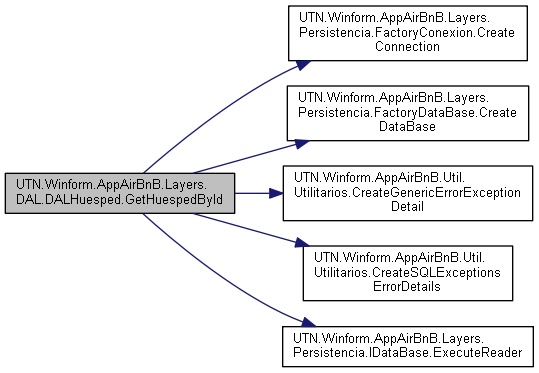 UTN.Winform.AppAirBnB.Layers.
DAL.DALHuesped.GetHuespedById
UTN.Winform.AppAirBnB.Layers.
Persistencia.FactoryConexion.Create
Connection
UTN.Winform.AppAirBnB.Layers.
Persistencia.FactoryDataBase.Create
DataBase
UTN.Winform.AppAirBnB.Util.
Utilitarios.CreateGenericErrorException
Detail
UTN.Winform.AppAirBnB.Util.
Utilitarios.CreateSQLExceptions
ErrorDetails
UTN.Winform.AppAirBnB.Layers.
Persistencia.IDataBase.ExecuteReader